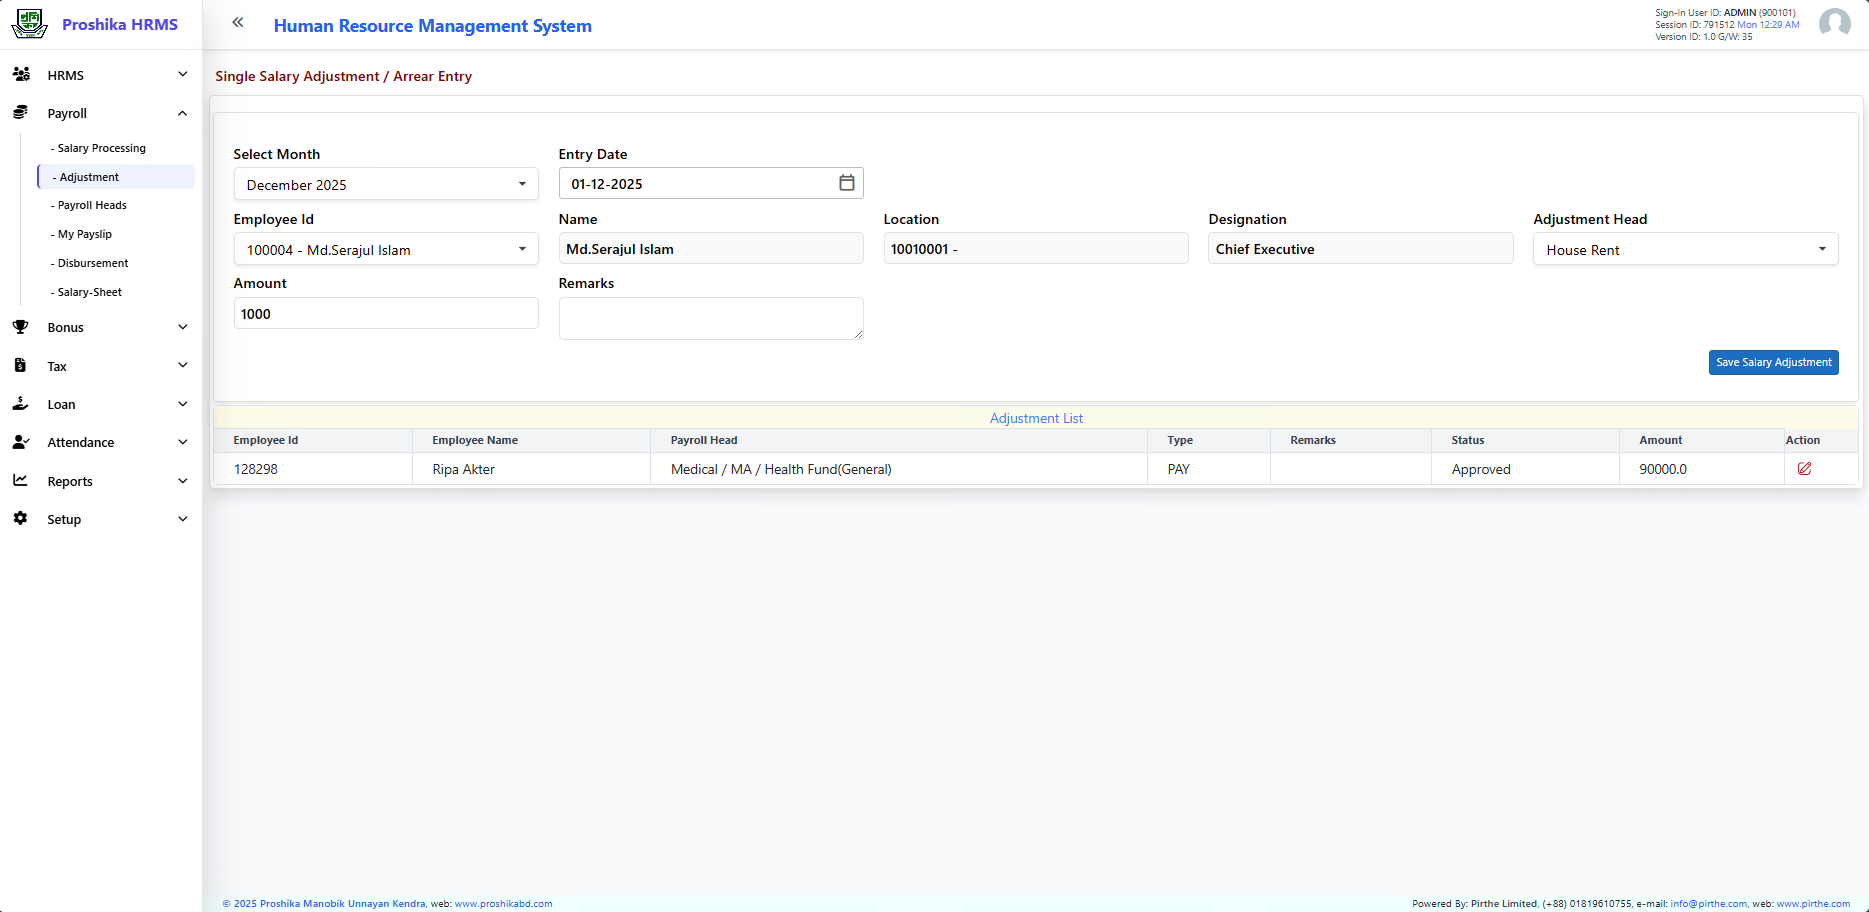 Proshika HRMS
Human Resource Management System
Sign-In User ID: ADMIN (900101)
Session ID: 791512 Mon 12:29 AM
Version ID: 1.0 G/W: 35
HRMS
Payroll
- Salary Processing
- Adjustment
- Payroll Heads
- My Payslip
- Disbursement
- Salary-Sheet
Bonus
Tax
Loan
Attendance
Reports
Setup
Single Salary Adjustment / Arrear Entry
Select Month Entry Date
December 2025 01-12-2025
Employee Id Name Location Designation Adjustment Head
100004 - Md.Serajul Islam Md.Serajul Islam 10010001 - Chief Executive House Rent
Amount Remarks
1000
Save Salary Adjustment
Adjustment List
Employee Id Employee Name Payroll Head Type Remarks Status Amount Action
128298 Ripa Akter Medical / MA / Health Fund(General) PAY Approved 90000.0
© 2025 Proshika Manobik Unnayan Kendra, web: www.proshikabd.com
Powered By: Pirthe Limited, (+88) 01819610755, e-mail: info@pirthe.com, web: www.pirthe.com